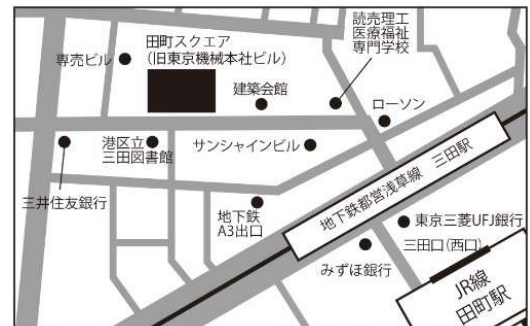 読売理工
医療福祉
専門学校
田町スクエア
(旧東京機械本社ビル)
専売ビル
建築会館
ローソン
港区立
三田図書館
サンシャインビル
三井住友銀行
地下鉄
A3出口
地下鉄都営浅草線 三田駅
東京三菱UFJ銀行
三田口(西口)
みずほ銀行
JR線
田町駅